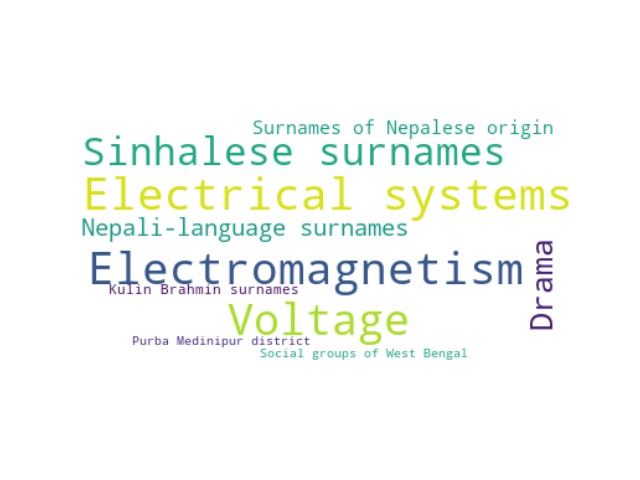 Surnames of Nepalese origin
Sinhalese surnames
Electrical systems
Nepali-language surnames
Drama
Electromagnetism
Kulin Brahmin surnames
Voltage
Purba Medinipur district
Social groups of West Bengal